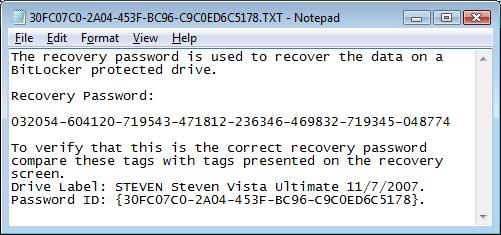 30FC07C0-2A04-453F-BC96-C9C0ED6C5178.TXT - Notepad
File Edit Format View Help
The recovery password is used to recover the data on a
BitLocker protected drive.
Recovery Password:
032054-604120-719543-471812-236346-469832-719345-048774
To verify that this is the correct recovery password
compare these tags with tags presented on the recovery
screen.
Drive Label: STEVEN Steven Vista Ultimate 11/7/2007.
Password ID: {30FC07C0-2A04-453F-BC96-C9C0ED6C5178}.